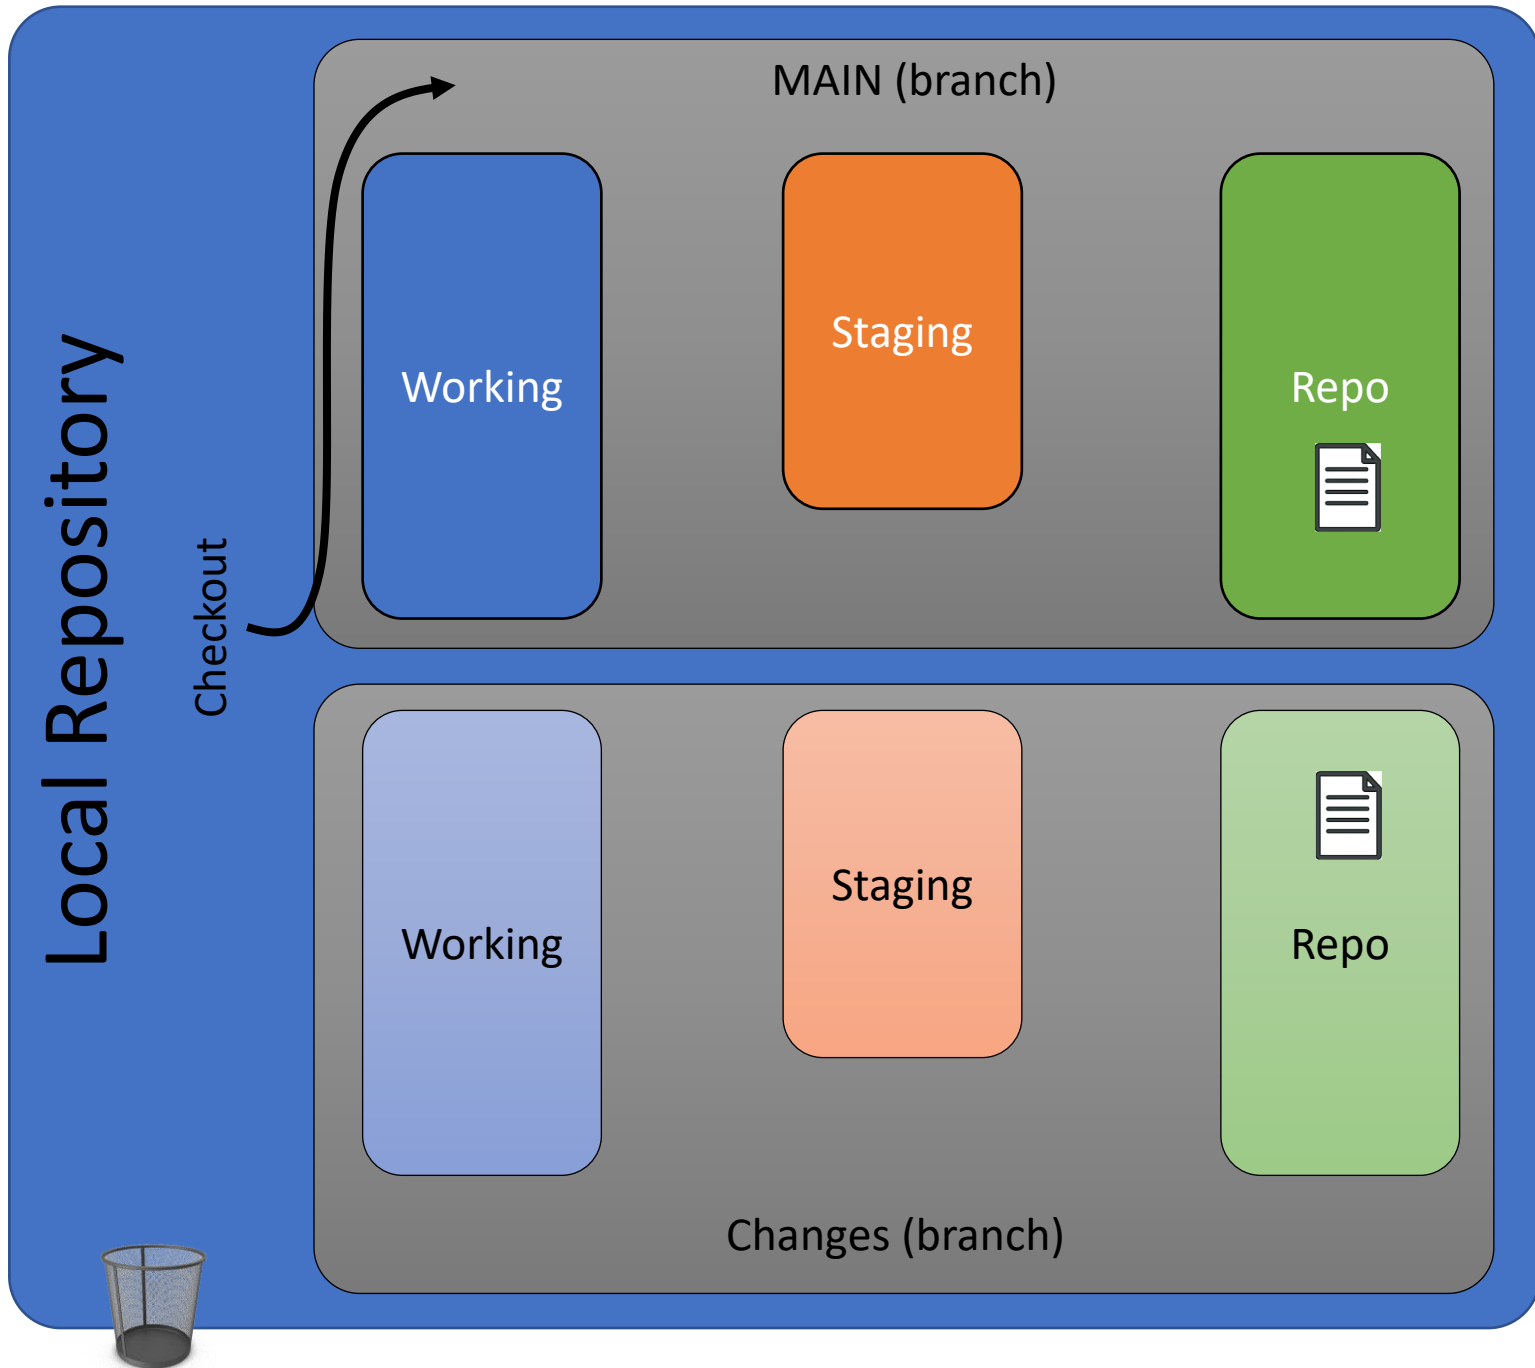 Local Repository
Checkout
MAIN (branch)
Working
Staging
Repo
Working
Staging
Repo
Changes (branch)